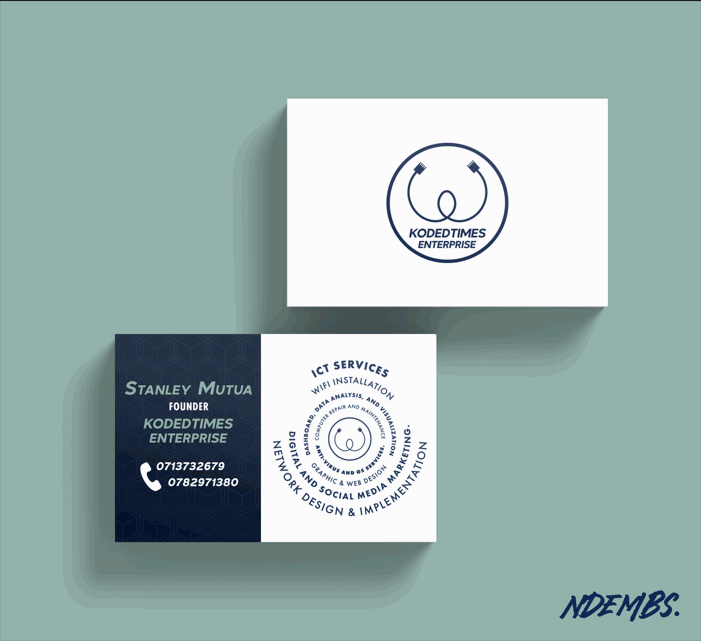 KODEDTIMES
ENTERPRISE
STANLEY MUTUA
FOUNDER
KODEDTIMES
ENTERPRISE
0713732679
0782971380
ICT SERVICES
WIFI INSTALLATION
DASHBOARD, DATA ANALYSIS, AND VISUALIZATION
COMPUTER REPAIR AND MAINTENANCE
ANTI-VIRUS AND OS SERVICES.
GRAPHIC & WEB DESIGN
DIGITAL AND SOCIAL MEDIA MARKETING.
NETWORK DESIGN & IMPLEMENTATION
NDEMBS.